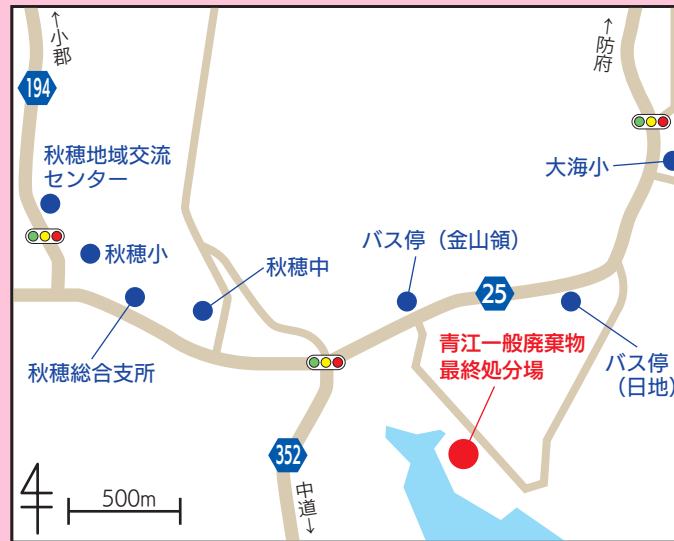 ←小郡
→防府
194
秋穂地域交流
センター
大海小
秋穂小
バス停（金山領）
秋穂中
25
青江一般廃棄物
最終処分場
秋穂総合支所
バス停
（日地）
352
中道→
500m